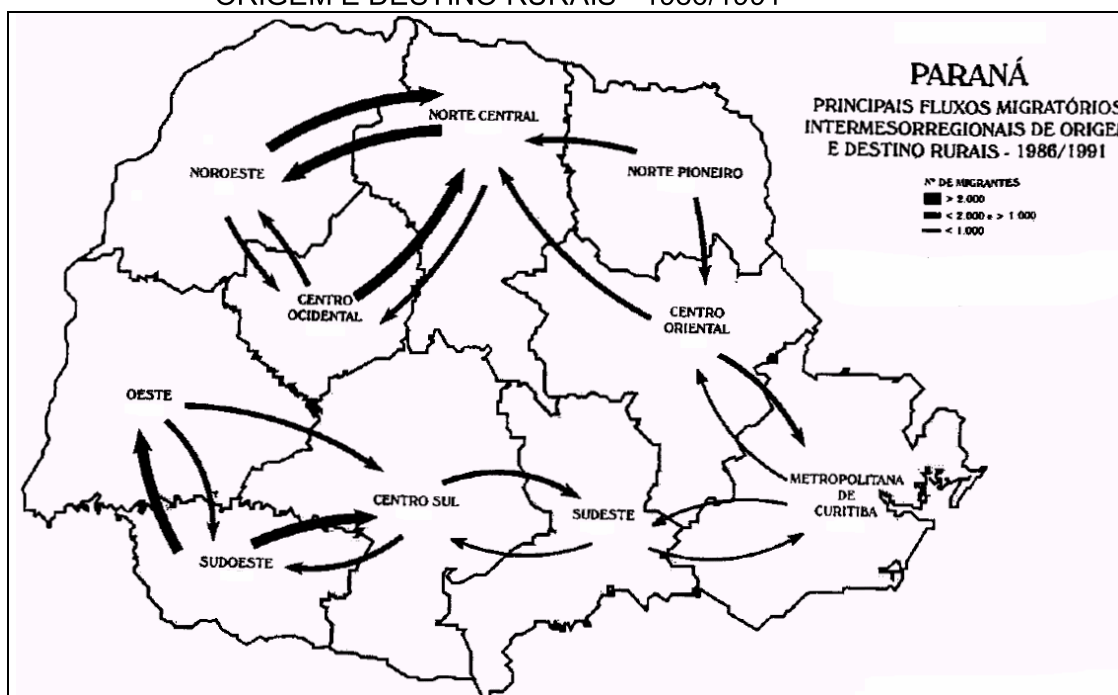 ORIGEM E DESTINO RURAIS - 1986/1991
PARANÁ
PRINCIPAIS FLUXOS MIGRATÓRIOS
INTERMESORREGIONAIS DE ORIGE
E DESTINO RURAIS - 1986/1991
Nº DE MIGRANTES
> 2.000
< 2.000 e > 1.000
< 1.000
NORTE CENTRAL
NOROESTE
NORTE PIONEIRO
CENTRO
OCIDENTAL
CENTRO
ORIENTAL
OESTE
METROPOLITANA
DE
CURITIBA
CENTRO SUL
SUDESTE
SUDOESTE